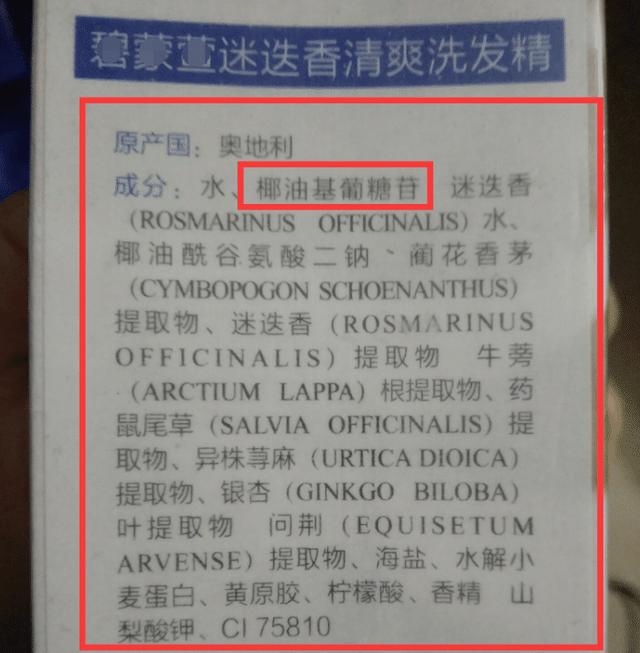 迷迭香清爽洗发精
原产国：奥地利
成分：水、椰油基葡糖苷 迷迭香
（ROSMARINUS OFFICINALIS）水、
椰油酰谷氨酸二钠、蔺花香茅
（CYMBOPOGON SCHOENANTHUS）
提取物、迷迭香（ROSMARINUS
OFFICINALIS）提取物 牛蒡
（ARCTIUM LAPPA）根提取物、药
鼠尾草（SALVIA OFFICINALIS）提
取物、异株荨麻（URTICA DIOICA）
提取物、银杏（GINKGO BILOBA）
叶提取物 问荆（EQUISETUM
ARVENSE）提取物、海盐、水解小
麦蛋白、黄原胶、柠檬酸、香精 山
梨酸钾、CI 75810